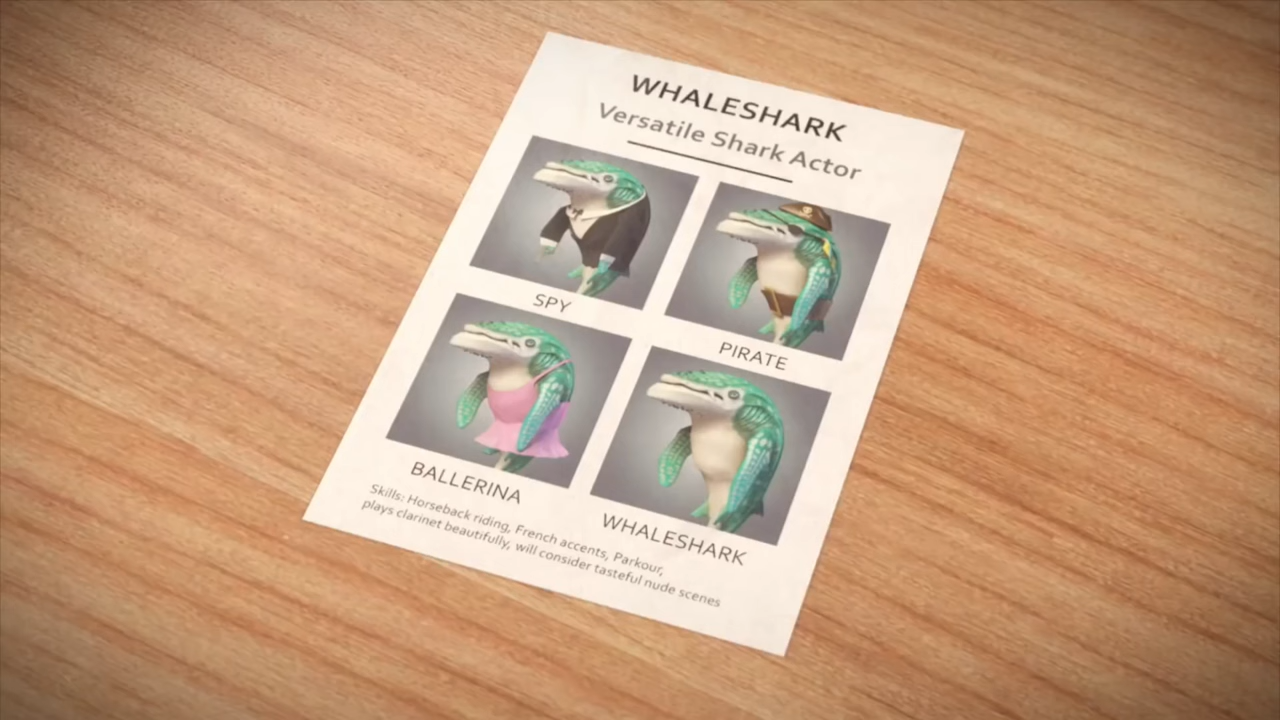 WHALESHARK
Versatile Shark Actor
SPY
PIRATE
BALLERINA
WHALESHARK
Skills: Horseback riding, French accents, Parkour,
plays clarinet beautifully, will consider tasteful nude scenes